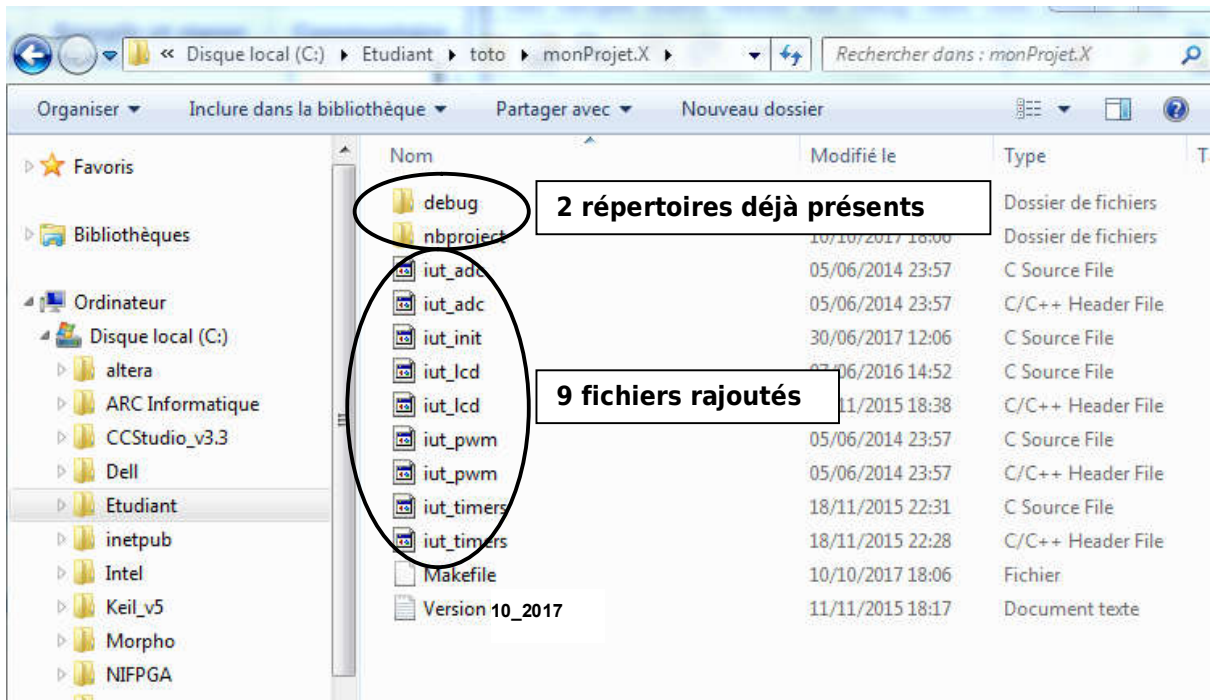 « Disque local (C:) ▸ Etudiant ▸ toto ▸ monProjet.X ▸ Rechercher dans : monProjet.X
Organiser Inclure dans la bibliothèque Partager avec Nouveau dossier
Favoris
Bibliothèques
Ordinateur
Disque local (C:)
altera
ARC Informatique
CCStudio_v3.3
Dell
Etudiant
inetpub
Intel
Keil_v5
Morpho
NIFPGA
Nom Modifié le Type T
debug 2 répertoires déjà présents Dossier de fichiers
nbproject 10/10/2017 18:06 Dossier de fichiers
iut_adc 05/06/2014 23:57 C Source File
iut_adc 05/06/2014 23:57 C/C++ Header File
iut_init 30/06/2017 12:06 C Source File
iut_lcd 07/06/2016 14:52 C Source File
iut_lcd 9 fichiers rajoutés 11/2015 18:38 C/C++ Header File
iut_pwm 05/06/2014 23:57 C Source File
iut_pwm 05/06/2014 23:57 C/C++ Header File
iut_timers 18/11/2015 22:31 C Source File
iut_timers 18/11/2015 22:28 C/C++ Header File
Makefile 10/10/2017 18:06 Fichier
Version 10_2017 11/11/2015 18:17 Document texte